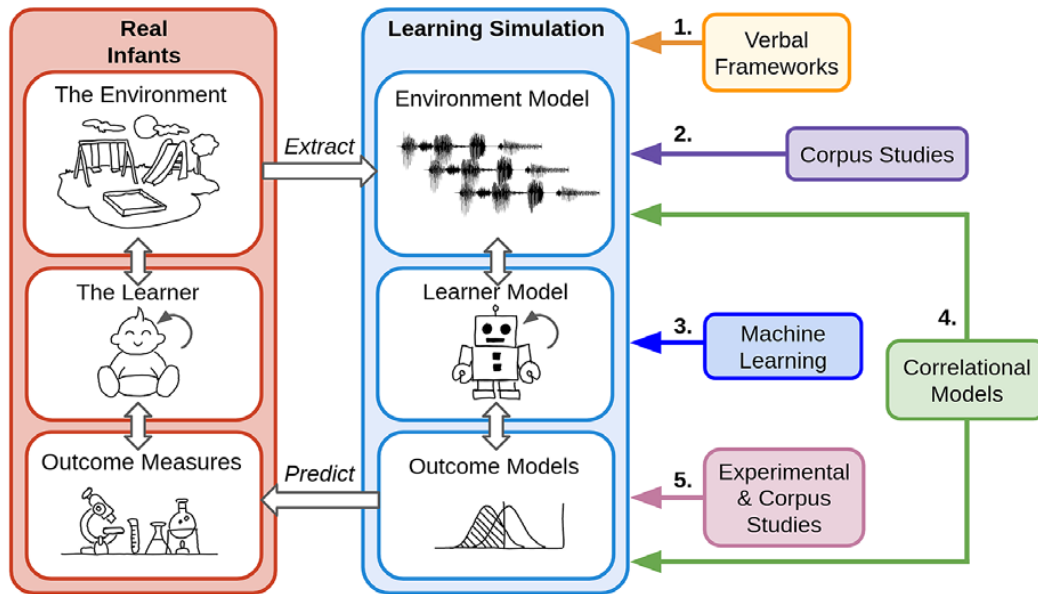 Real
Infants
The Environment
The Learner
Outcome Measures
Extract
Predict
Learning Simulation
Environment Model
Learner Model
Outcome Models
1.
Verbal
Frameworks
2.
Corpus Studies
3.
Machine
Learning
4.
Correlational
Models
5.
Experimental
& Corpus
Studies